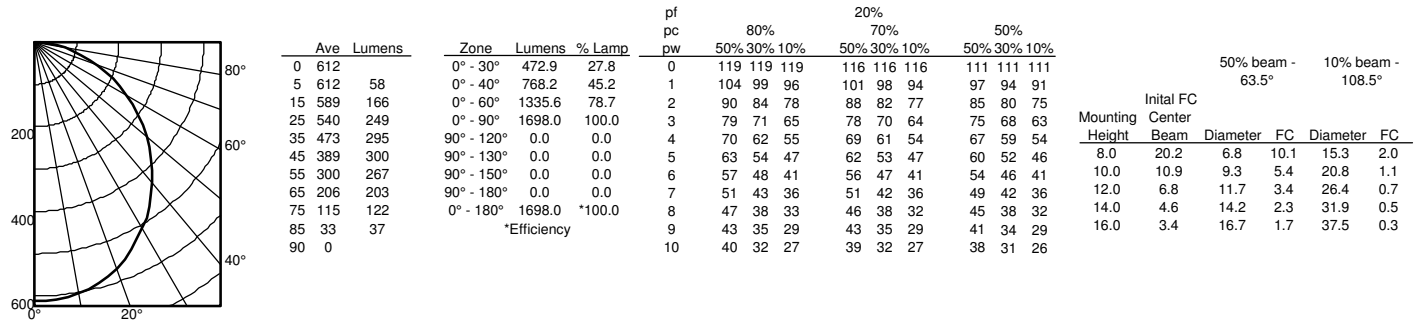 200
400
600
0°
20°
40°
60°
80°
Ave Lumens
0 612
5 612 58
15 589 166
25 540 249
35 473 295
45 389 300
55 300 267
65 206 203
75 115 122
85 33 37
90 0
Zone Lumens % Lamp
0° - 30° 472.9 27.8
0° - 40° 768.2 45.2
0° - 60° 1335.6 78.7
0° - 90° 1698.0 100.0
90° - 120° 0.0 0.0
90° - 130° 0.0 0.0
90° - 150° 0.0 0.0
90° - 180° 0.0 0.0
0° - 180° 1698.0 *100.0
*Efficiency
pf 20%
pc 80% 70% 50%
pw 50% 30% 10% 50% 30% 10% 50% 30% 10%
0 119 119 119 116 116 116 111 111 111
1 104 99 96 101 98 94 97 94 91
2 90 84 78 88 82 77 85 80 75
3 79 71 65 78 70 64 75 68 63
4 70 62 55 69 61 54 67 59 54
5 63 54 47 62 53 47 60 52 46
6 57 48 41 56 47 41 54 46 41
7 51 43 36 51 42 36 49 42 36
8 47 38 33 46 38 32 45 38 32
9 43 35 29 43 35 29 41 34 29
10 40 32 27 39 32 27 38 31 26
50% beam - 10% beam -
63.5° 108.5°
Inital FC
Mounting Center
Height Beam Diameter FC Diameter FC
8.0 20.2 6.8 10.1 15.3 2.0
10.0 10.9 9.3 5.4 20.8 1.1
12.0 6.8 11.7 3.4 26.4 0.7
14.0 4.6 14.2 2.3 31.9 0.5
16.0 3.4 16.7 1.7 37.5 0.3